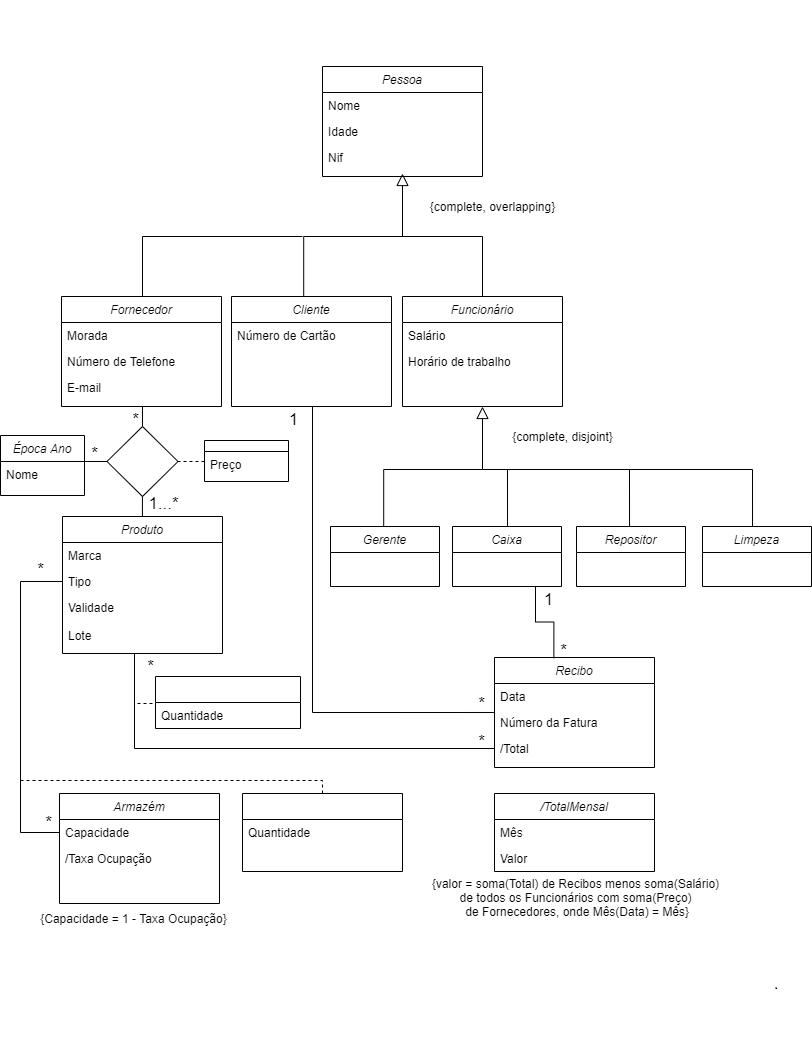 Pessoa
Nome
Idade
Nif
{complete, overlapping}
Fornecedor
Morada
Número de Telefone
E-mail
Cliente
Número de Cartão
Funcionário
Salário
Horário de trabalho
*
1
{complete, disjoint}
Época Ano
Nome
*
Preço
1...*
Produto
Marca
Tipo
Validade
Lote
*
Gerente
Caixa
Repositor
Limpeza
1
*
Recibo
Data
Número da Fatura
/Total
*
*
*
Quantidade
Armazém
Capacidade
/Taxa Ocupação
*
{Capacidade = 1 - Taxa Ocupação}
Quantidade
/TotalMensal
Mês
Valor
{valor = soma(Total) de Recibos menos soma(Salário)
de todos os Funcionários com soma(Preço)
de Fornecedores, onde Mês(Data) = Mês}
.